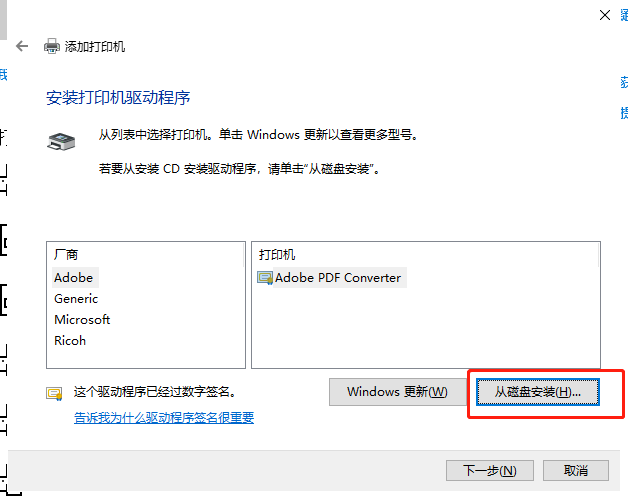 添加打印机
安装打印机驱动程序
从列表中选择打印机。单击 Windows 更新以查看更多型号。
若要从安装 CD 安装驱动程序，请单击“从磁盘安装”。
厂商
Adobe
Generic
Microsoft
Ricoh
打印机
Adobe PDF Converter
这个驱动程序已经过数字签名。
告诉我为什么驱动程序签名很重要
Windows 更新(W)
从磁盘安装(H)...
下一步(N)
取消